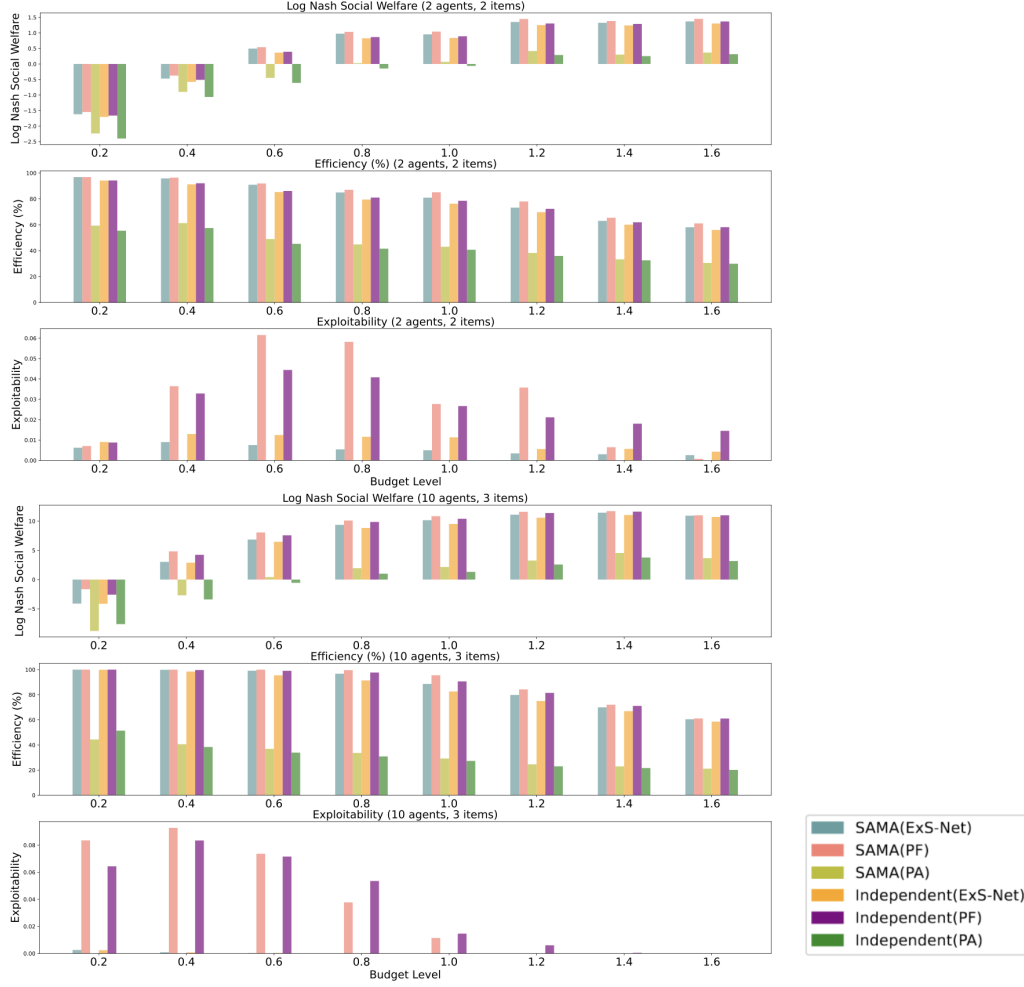 Log Nash Social Welfare (2 agents, 2 items)
Log Nash Social Welfare
1.5
1.0
0.5
0.0
−0.5
−1.0
−1.5
−2.0
−2.5
0.2 0.4 0.6 0.8 1.0 1.2 1.4 1.6
Efficiency (%) (2 agents, 2 items)
Efficiency (%)
100
80
60
40
20
0
0.2 0.4 0.6 0.8 1.0 1.2 1.4 1.6
Exploitability (2 agents, 2 items)
Exploitability
0.06
0.05
0.04
0.03
0.02
0.01
0.00
0.2 0.4 0.6 0.8 1.0 1.2 1.4 1.6
Budget Level
Log Nash Social Welfare (10 agents, 3 items)
Log Nash Social Welfare
10
5
0
−5
0.2 0.4 0.6 0.8 1.0 1.2 1.4 1.6
Efficiency (%) (10 agents, 3 items)
Efficiency (%)
100
80
60
40
20
0
0.2 0.4 0.6 0.8 1.0 1.2 1.4 1.6
Exploitability (10 agents, 3 items)
Exploitability
0.08
0.06
0.04
0.02
0.00
0.2 0.4 0.6 0.8 1.0 1.2 1.4 1.6
Budget Level
SAMA(ExS-Net)
SAMA(PF)
SAMA(PA)
Independent(ExS-Net)
Independent(PF)
Independent(PA)